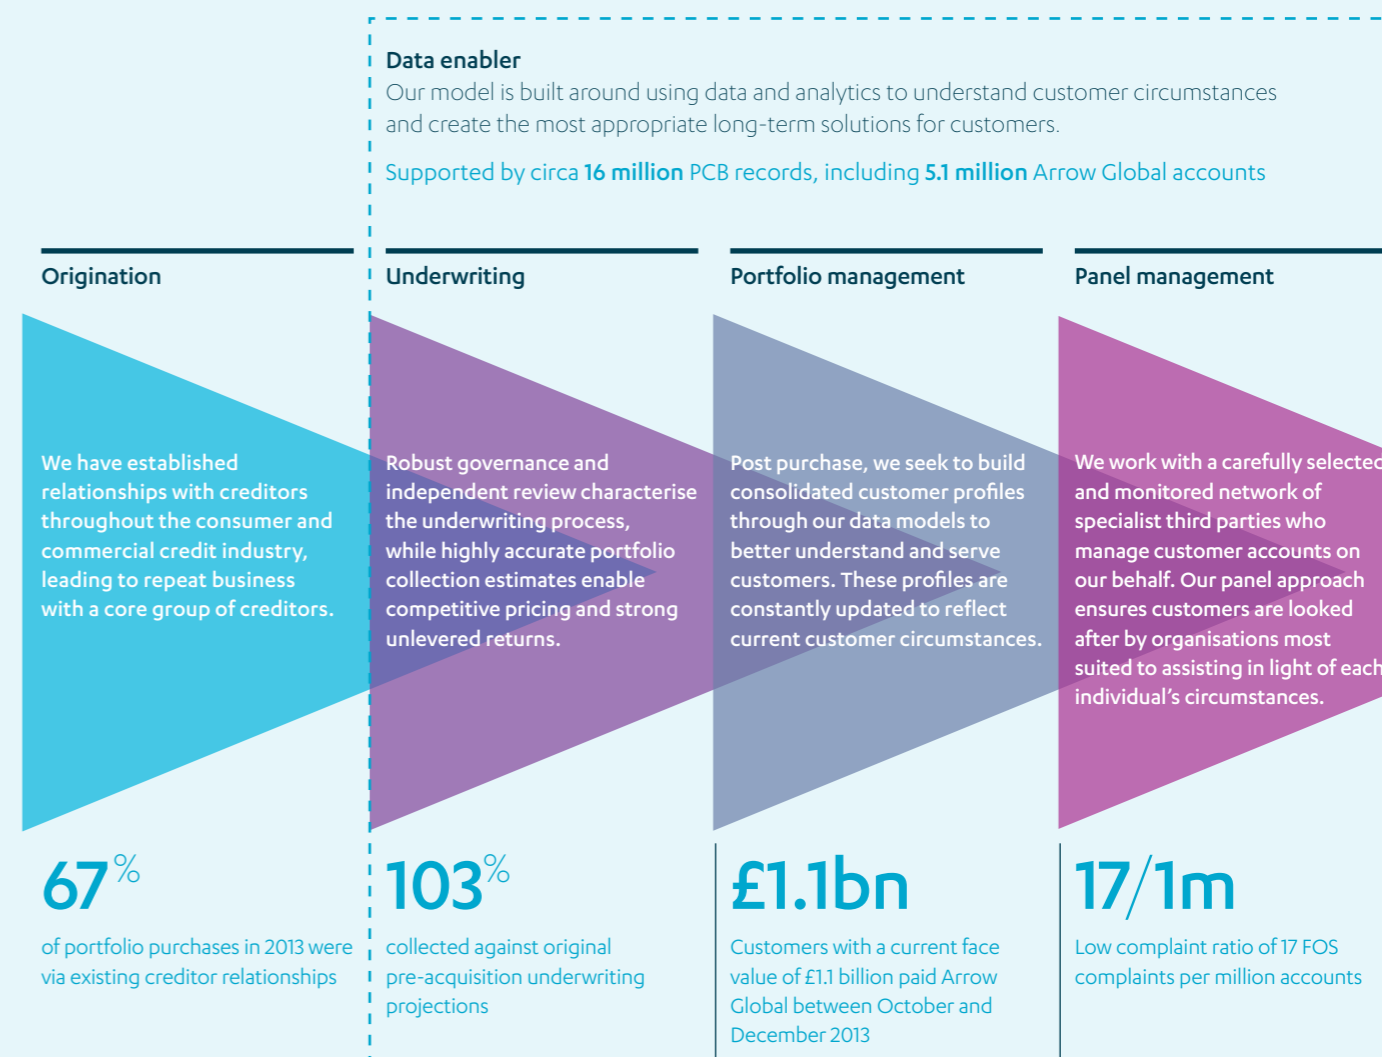 Data enabler
Our model is built around using data and analytics to understand customer circumstances
and create the most appropriate long-term solutions for customers.
Supported by circa 16 million PCB records, including 5.1 million Arrow Global accounts
Origination
We have established
relationships with creditors
throughout the consumer and
commercial credit industry,
leading to repeat business
with a core group of creditors.
67%
of portfolio purchases in 2013 were
via existing creditor relationships
Underwriting
Robust governance and
independent review characterise
the underwriting process,
while highly accurate portfolio
collection estimates enable
competitive pricing and strong
unlevered returns.
103%
collected against original
pre-acquisition underwriting
projections
Portfolio management
Post purchase, we seek to build
consolidated customer profiles
through our data models to
better understand and serve
customers. These profiles are
constantly updated to reflect
current customer circumstances.
£1.1bn
Customers with a current face
value of £1.1 billion paid Arrow
Global between October and
December 2013
Panel management
We work with a carefully selected
and monitored network of
specialist third parties who
manage customer accounts on
our behalf. Our panel approach
ensures customers are looked
after by organisations most
suited to assisting in light of each
individual's circumstances.
17/1m
Low complaint ratio of 17 FOS
complaints per million accounts